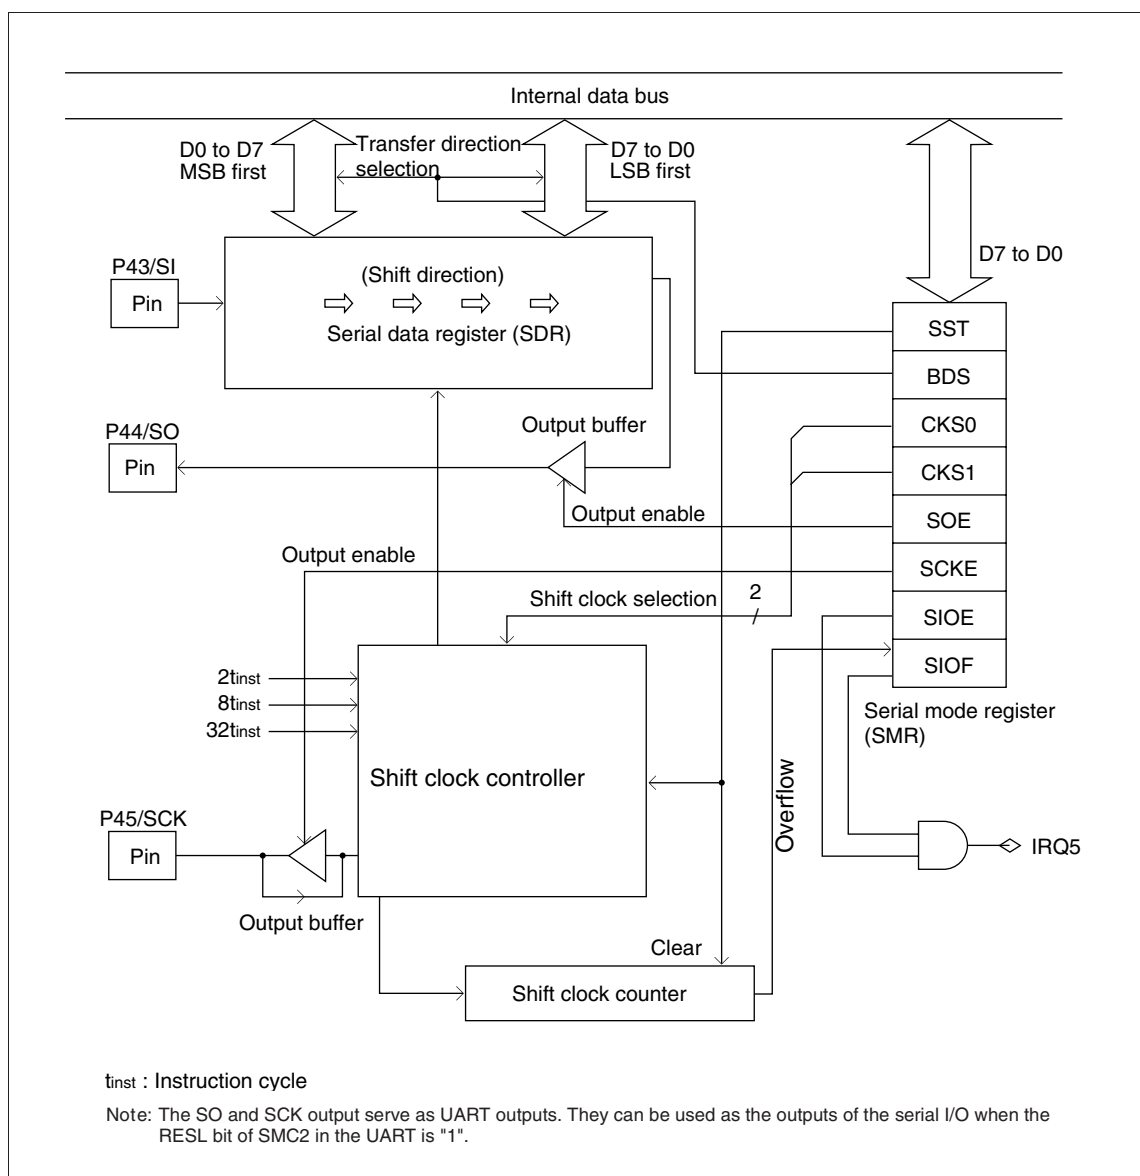 Internal data bus
D0 to D7
MSB first
Transfer direction
selection
D7 to D0
LSB first
D7 to D0
P43/SI
Pin
(Shift direction)
Serial data register (SDR)
SST
BDS
CKS0
CKS1
SOE
SCKE
SIOE
SIOF
Serial mode register
(SMR)
P44/SO
Pin
Output buffer
Output enable
Output enable
Shift clock selection
2
2tinst
8tinst
32tinst
Shift clock controller
Overflow
P45/SCK
Pin
Output buffer
IRQ5
Clear
Shift clock counter
tinst : Instruction cycle
Note: The SO and SCK output serve as UART outputs. They can be used as the outputs of the serial I/O when the
RESL bit of SMC2 in the UART is "1".